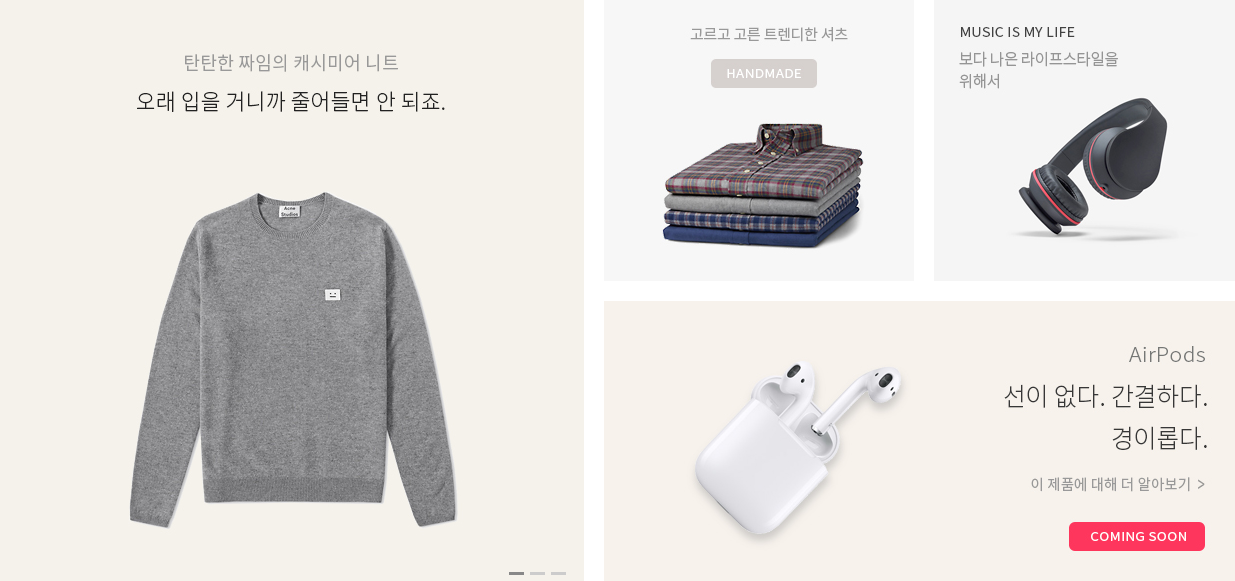 탄탄한 짜임의 캐시미어 니트
오래 입을 거니까 줄어들면 안 되죠.
Acne
Studios
고르고 고른 트렌디한 셔츠
HANDMADE
MUSIC IS MY LIFE
보다 나은 라이프스타일을
위해서
AirPods
선이 없다. 간결하다.
경이롭다.
이 제품에 대해 더 알아보기 >
COMING SOON